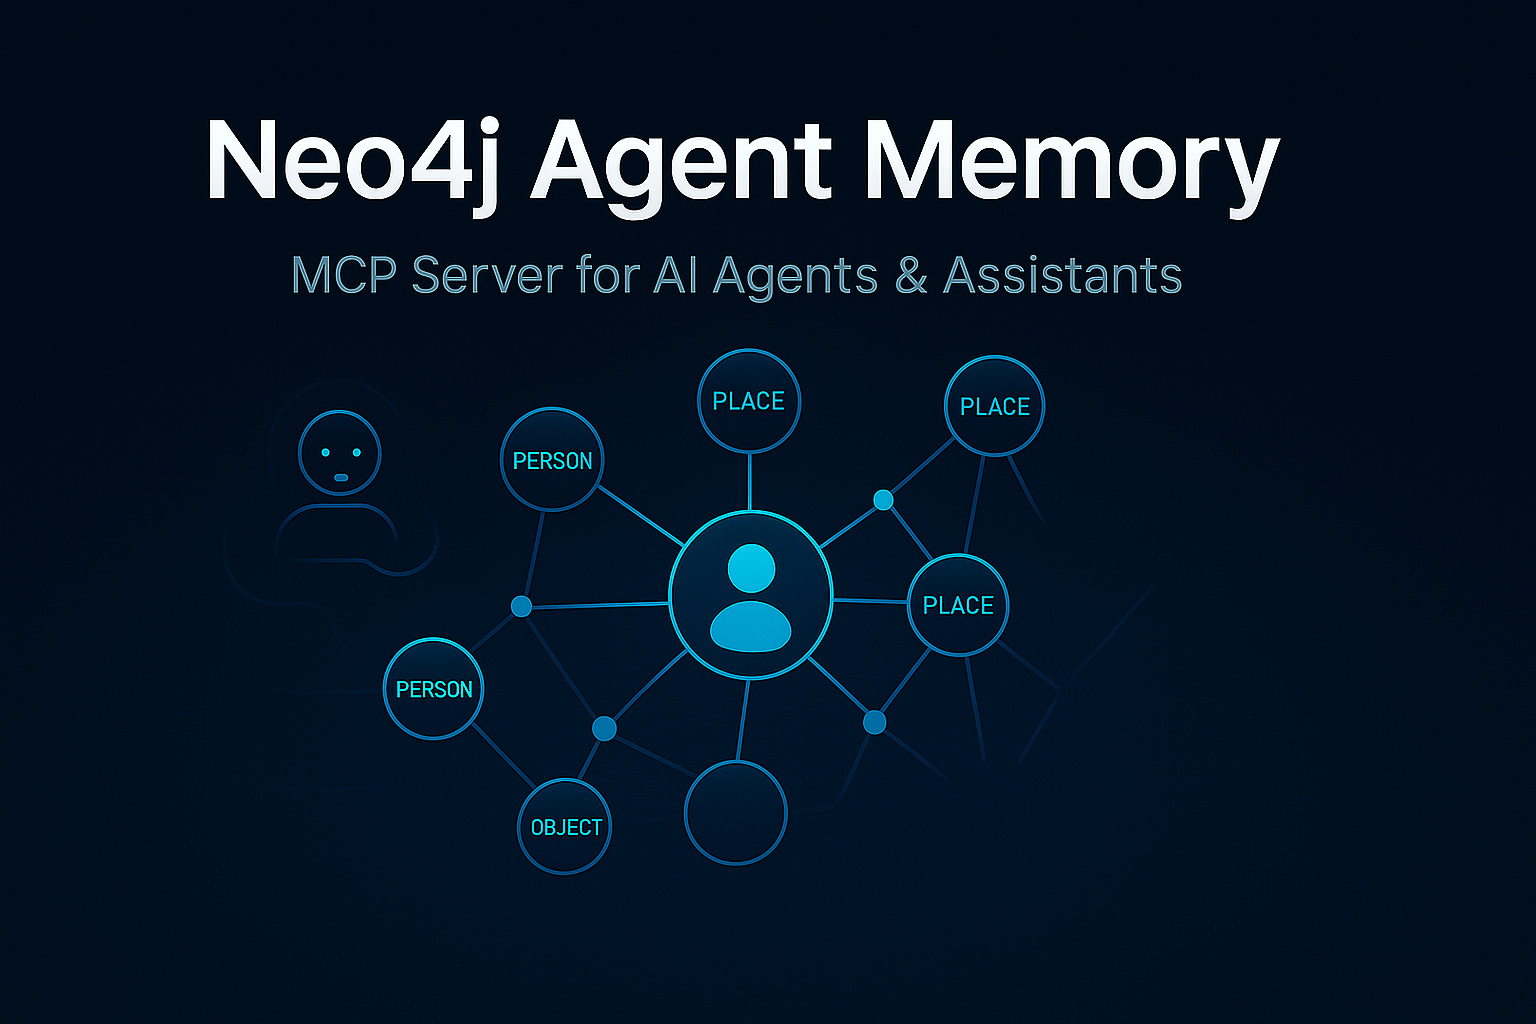 Neo4j Agent Memory
MCP Server for AI Agents & Assistants
PLACE
PLACE
PERSON
PLACE
PERSON
OBJECT